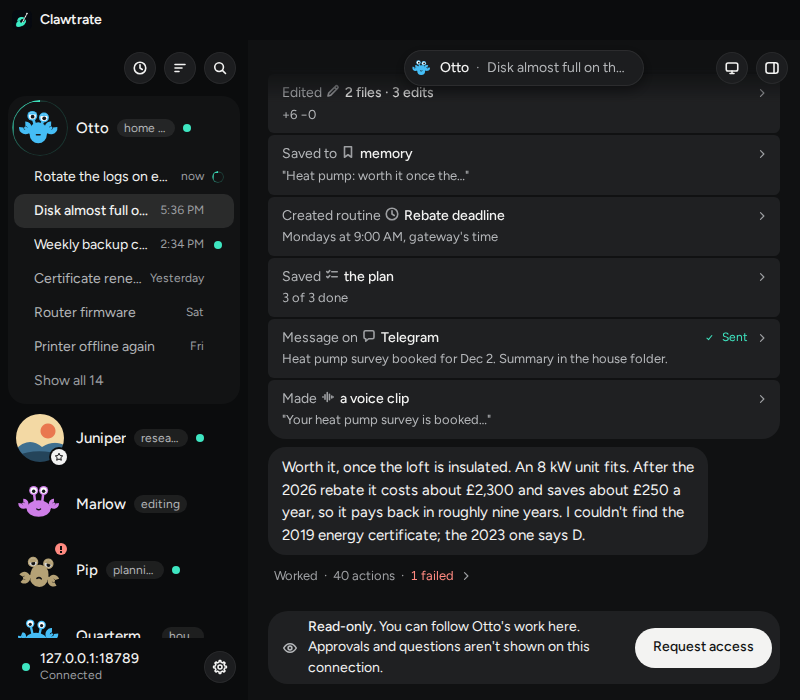 Clawtrate
Otto
home ...
Rotate the logs on e... now
Disk almost full o... 5:36 PM
Weekly backup c... 2:34 PM
Certificate rene... Yesterday
Router firmware Sat
Printer offline again Fri
Show all 14
Juniper resea...
Marlow editing
Pip planni...
Quarterm hou...
127.0.0.1:18789
Connected
Otto · Disk almost full on th...
Edited 2 files · 3 edits
+6 −0
Saved to memory
"Heat pump: worth it once the..."
Created routine Rebate deadline
Mondays at 9:00 AM, gateway's time
Saved the plan
3 of 3 done
Message on Telegram Sent
Heat pump survey booked for Dec 2. Summary in the house folder.
Made a voice clip
"Your heat pump survey is booked..."
Worth it, once the loft is insulated. An 8 kW unit fits. After the
2026 rebate it costs about £2,300 and saves about £250 a
year, so it pays back in roughly nine years. I couldn't find the
2019 energy certificate; the 2023 one says D.
Worked · 40 actions · 1 failed
Read-only. You can follow Otto's work here.
Approvals and questions aren't shown on this
connection.
Request access